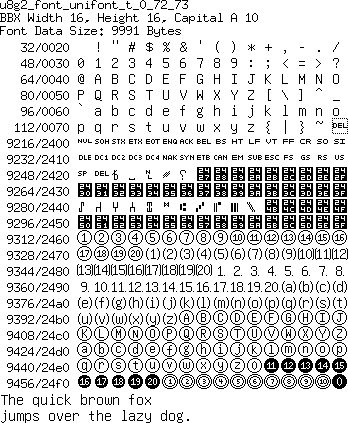 u8g2_font_unifont_t_0_72_73
BBX Width 16, Height 16, Capital A 10
Font Data Size: 9991 Bytes
32/0020 ! " # $ % & ' ( ) * + , - . /
48/0030 0 1 2 3 4 5 6 7 8 9 : ; < = > ?
64/0040 @ A B C D E F G H I J K L M N O
80/0050 P Q R S T U V W X Y Z [ \ ] ^ _
96/0060 ` a b c d e f g h i j k l m n o
112/0070 p q r s t u v w x y z { | } ~ DEL
9216/2400 NUL SOH STX ETX EOT ENQ ACK BEL BS HT LF VT FF CR SO SI
9232/2410 DLE DC1 DC2 DC3 DC4 NAK SYN ETB CAN EM SUB ESC FS GS RS US
9248/2420 SP DEL
9264/2430
9280/2440
9296/2450
9312/2460 ① ② ③ ④ ⑤ ⑥ ⑦ ⑧ ⑨ ⑩ ⑪ ⑫ ⑬ ⑭ ⑮ ⑯
9328/2470 ⑰ ⑱ ⑲ ⑳ ⑴ ⑵ ⑶ ⑷ ⑸ ⑹ ⑺ ⑻ ⑼ ⑽ ⑾ ⑿
9344/2480 ⒀ ⒁ ⒂ ⒃ ⒄ ⒅ ⒆ ⒇ ⒈ ⒉ ⒊ ⒋ ⒌ ⒍ ⒎ ⒏
9360/2490 ⒐ ⒑ ⒒ ⒓ ⒔ ⒕ ⒖ ⒗ ⒘ ⒙ ⒚ ⒛ ⒜ ⒝ ⒞ ⒟
9376/24a0 ⒠ ⒡ ⒢ ⒣ ⒤ ⒥ ⒦ ⒧ ⒨ ⒩ ⒪ ⒫ ⒬ ⒭ ⒮ ⒯
9392/24b0 ⒰ ⒱ ⒲ ⒳ ⒴ ⒵ Ⓐ Ⓑ Ⓒ Ⓓ Ⓔ Ⓕ Ⓖ Ⓗ Ⓘ Ⓙ
9408/24c0 Ⓚ Ⓛ Ⓜ Ⓝ Ⓞ Ⓟ Ⓠ Ⓡ Ⓢ Ⓣ Ⓤ Ⓥ Ⓦ Ⓧ Ⓨ Ⓩ
9424/24d0 ⓐ ⓑ ⓒ ⓓ ⓔ ⓕ ⓖ ⓗ ⓘ ⓙ ⓚ ⓛ ⓜ ⓝ ⓞ ⓟ
9440/24e0 ⓠ ⓡ ⓢ ⓣ ⓤ ⓥ ⓦ ⓧ ⓨ ⓩ ⓪ ⓫ ⓬ ⓭ ⓮ ⓯
9456/24f0 ⓰ ⓱ ⓲ ⓳ ⓴ ⓵ ⓶ ⓷ ⓸ ⓹ ⓺ ⓻ ⓼ ⓽ ⓾ ⓿
The quick brown fox
jumps over the lazy dog.